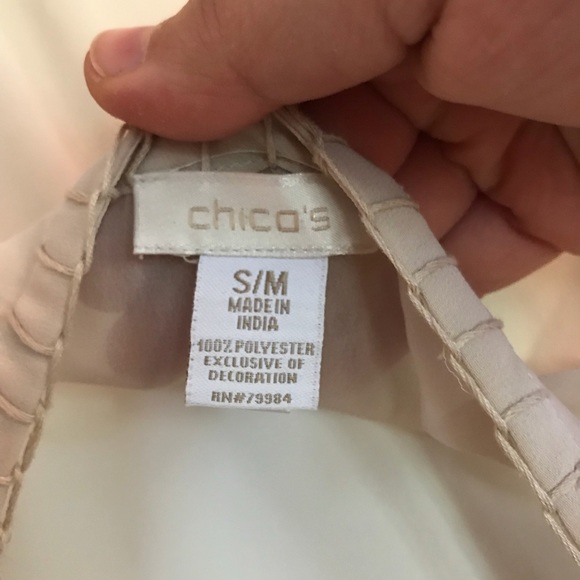 chico's
S/M
MADE IN
INDIA
100% POLYESTER
EXCLUSIVE OF
DECORATION
RN#79984